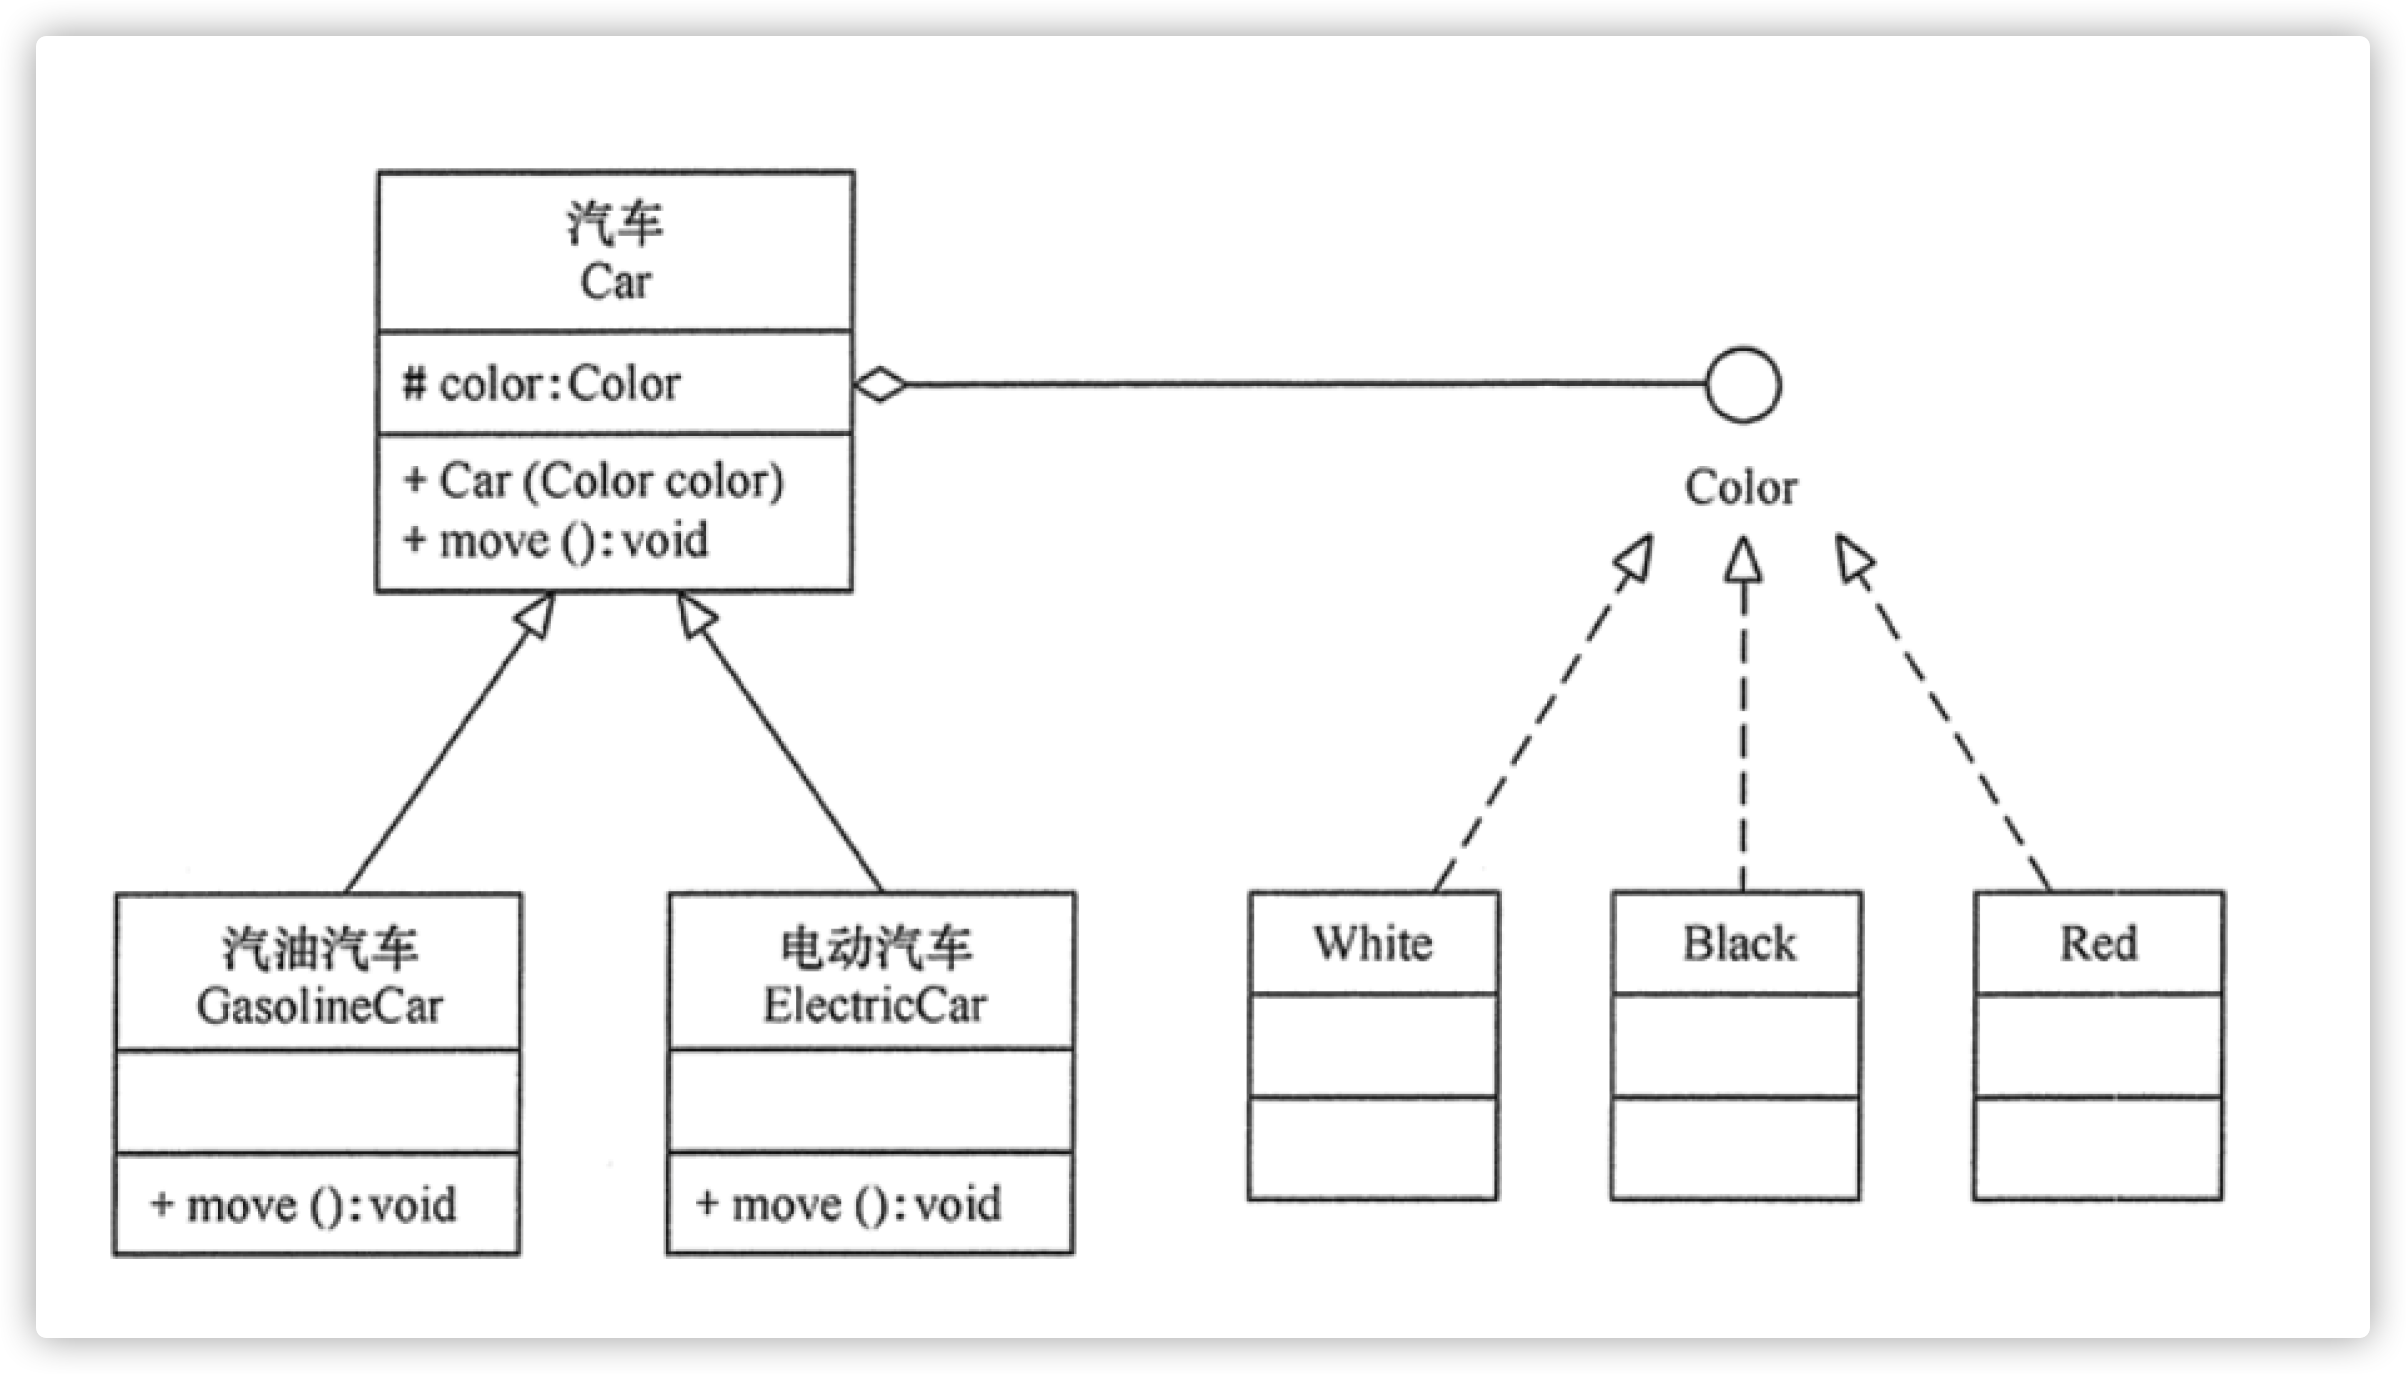 汽车
Car
# color:Color
+ Car (Color color)
+ move ():void
Color
汽油汽车
GasolineCar
+ move ():void
电动汽车
ElectricCar
+ move ():void
White
Black
Red